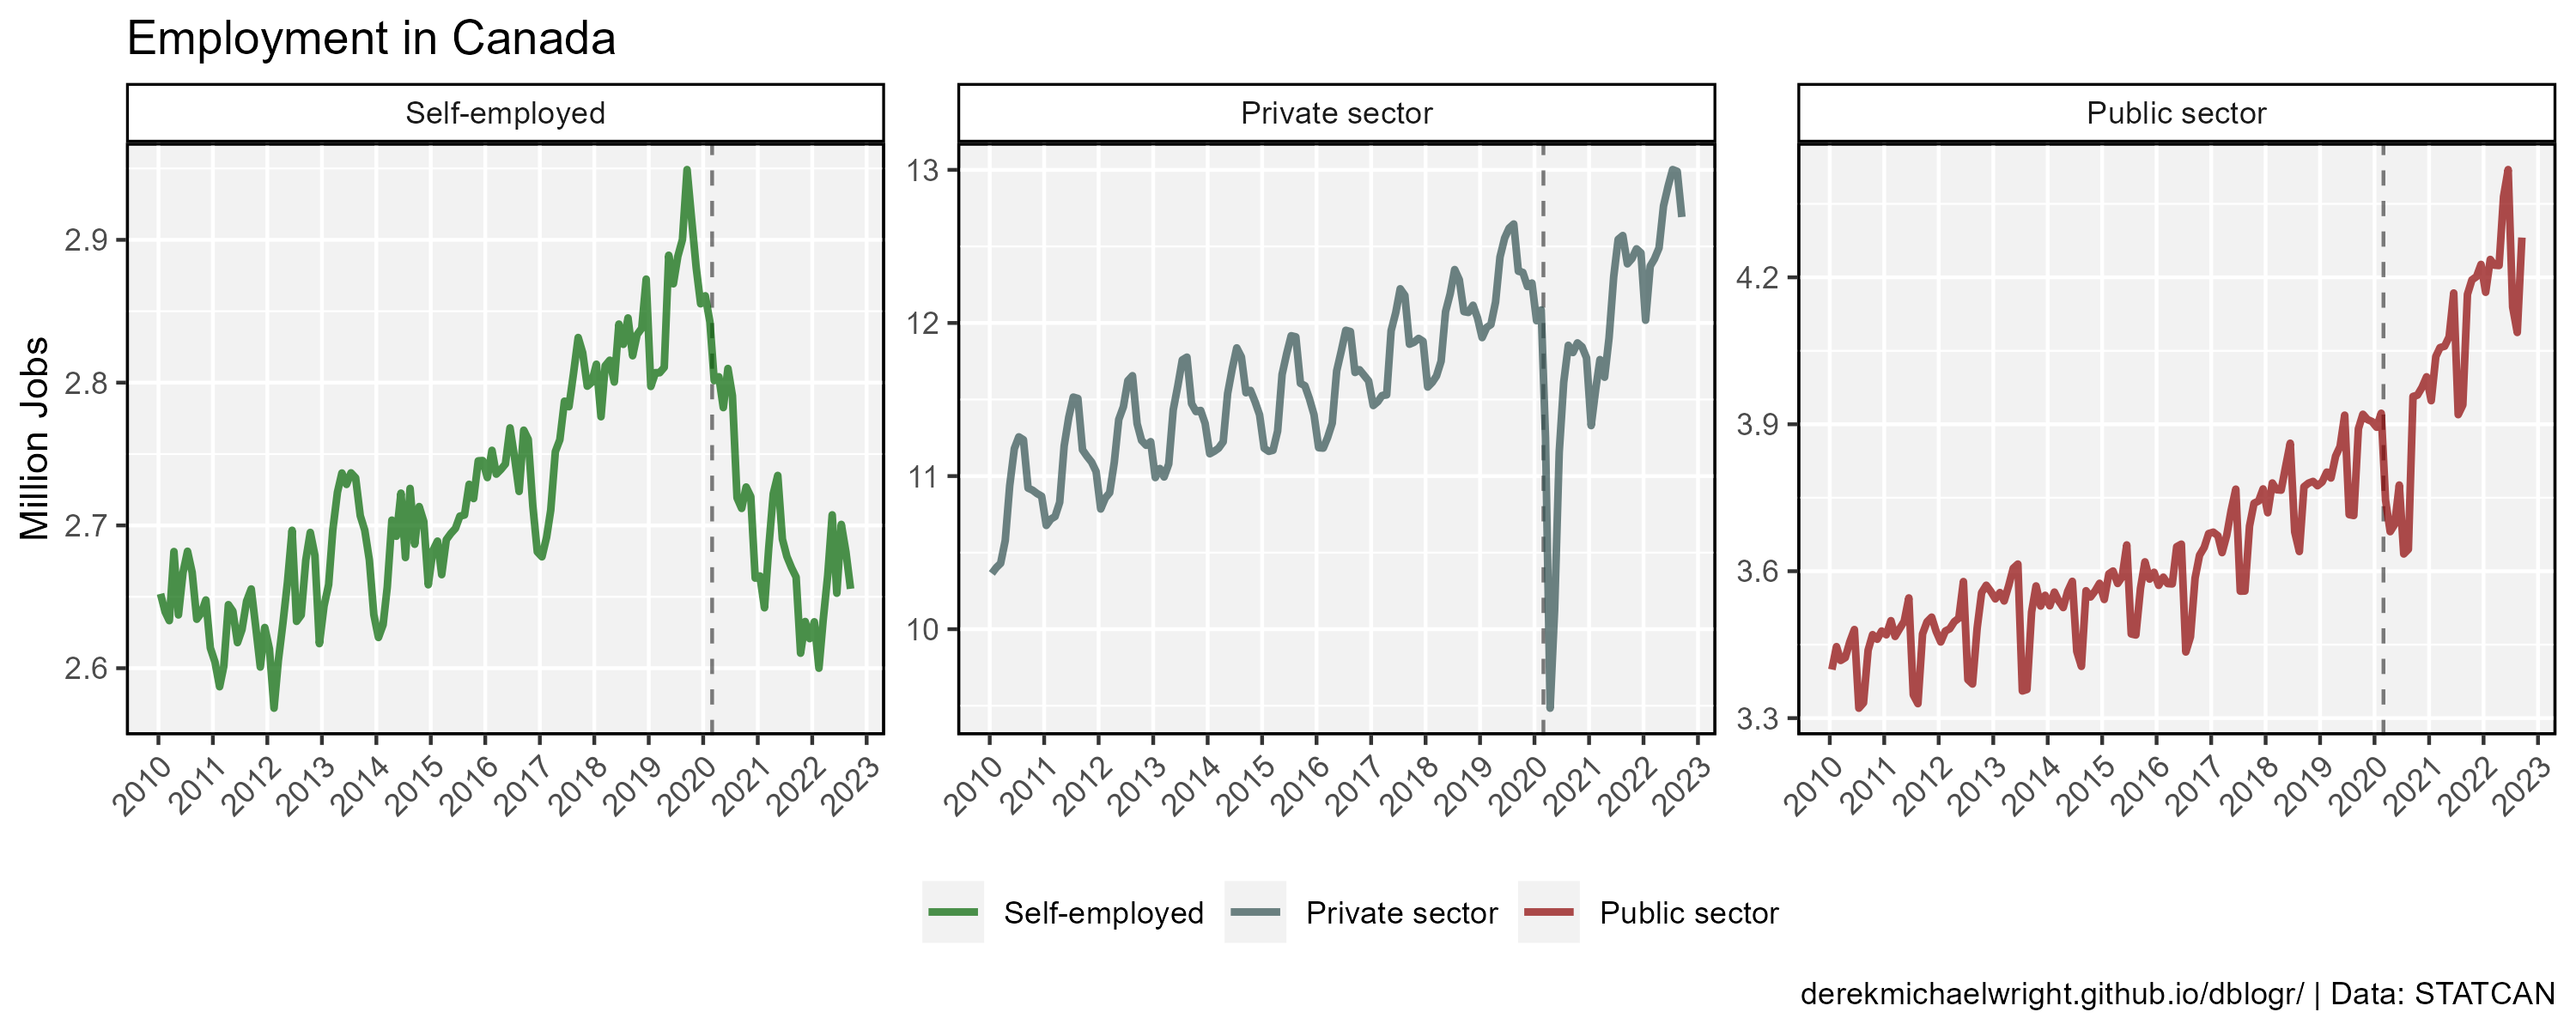 Employment in Canada
Self-employed
Private sector
Public sector
Million Jobs
2.9
2.8
2.7
2.6
2010 2011 2012 2013 2014 2015 2016 2017 2018 2019 2020 2021 2022 2023
13
12
11
10
2010 2011 2012 2013 2014 2015 2016 2017 2018 2019 2020 2021 2022 2023
4.2
3.9
3.6
3.3
2010 2011 2012 2013 2014 2015 2016 2017 2018 2019 2020 2021 2022 2023
Self-employed Private sector Public sector
derekmichaelwright.github.io/dblogr/ | Data: STATCAN